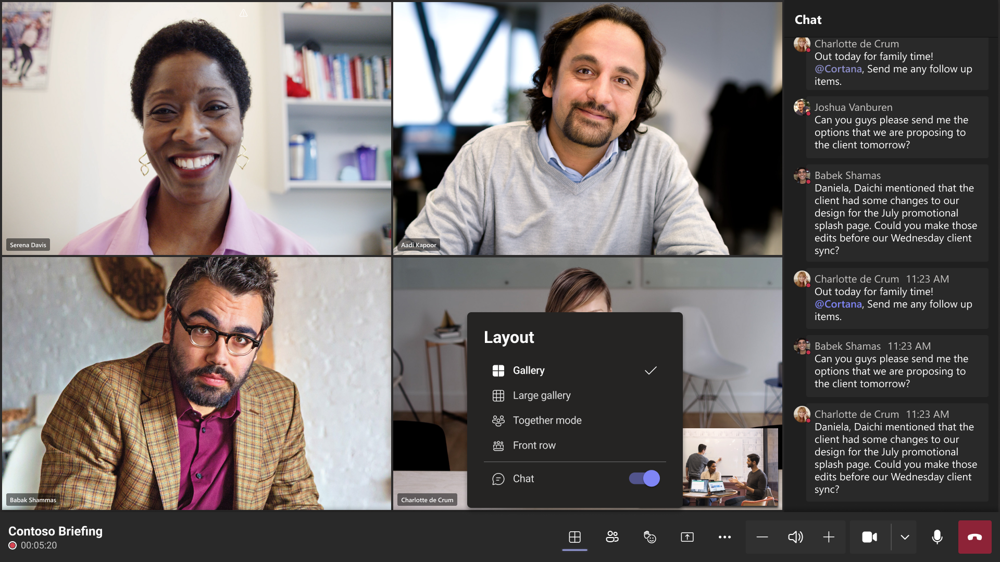 Serena Davis
Aadi Kapoor
Babak Shammas
Charlotte de Crum
Layout
Gallery
Large gallery
Together mode
Front row
Chat
Chat
Charlotte de Crum
Out today for family time!
@Cortana, Send me any follow up
items.
Joshua Vanburen
Can you guys please send me the
options that we are proposing to
the client tomorrow?
Babek Shamas
Daniela, Daichi mentioned that the
client had some changes to our
design for the July promotional
splash page. Could you make those
edits before our Wednesday client
sync?
Charlotte de Crum 11:23 AM
Out today for family time!
@Cortana, Send me any follow up
items.
Babek Shamas 11:23 AM
Can you guys please send me the
options that we are proposing to
the client tomorrow?
Charlotte de Crum 11:23 AM
Daniela, Daichi mentioned that the
client had some changes to our
design for the July promotional
splash page. Could you make those
edits before our Wednesday client
sync?
Contoso Briefing
00:05:20